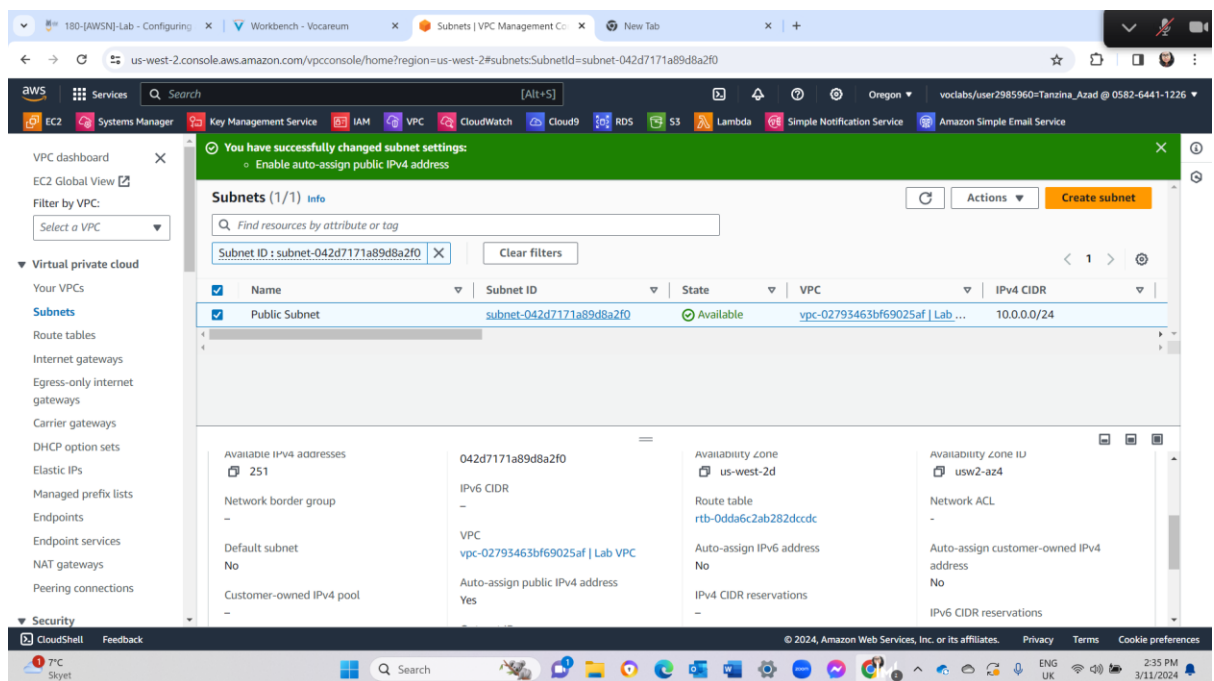 180-[AWSN]-Lab - Configuring
Workbench - Vocareum
Subnets | VPC Management Co
New Tab
us-west-2.console.aws.amazon.com/vpcconsole/home?region=us-west-2#subnets:SubnetId=subnet-042d7171a89d8a2f0
aws
Services
Search
[Alt+S]
Oregon
voclabs/user2985960=Tanzina_Azad @ 0582-6441-1226
EC2
Systems Manager
Key Management Service
IAM
VPC
CloudWatch
Cloud9
RDS
S3
Lambda
Simple Notification Service
Amazon Simple Email Service
VPC dashboard
EC2 Global View
Filter by VPC:
Select a VPC
Virtual private cloud
Your VPCs
Subnets
Route tables
Internet gateways
Egress-only internet
gateways
Carrier gateways
DHCP option sets
Elastic IPs
Managed prefix lists
Endpoints
Endpoint services
NAT gateways
Peering connections
Security
You have successfully changed subnet settings:
Enable auto-assign public IPv4 address
Subnets (1/1) Info
Actions
Create subnet
Find resources by attribute or tag
Subnet ID : subnet-042d7171a89d8a2f0
Clear filters
1
Name
Subnet ID
State
VPC
IPv4 CIDR
Public Subnet
subnet-042d7171a89d8a2f0
Available
vpc-02793463bf69025af | Lab ...
10.0.0.0/24
Available IPv4 addresses
251
Network border group
–
Default subnet
No
Customer-owned IPv4 pool
–
042d7171a89d8a2f0
IPv6 CIDR
–
VPC
vpc-02793463bf69025af | Lab VPC
Auto-assign public IPv4 address
Yes
Availability Zone
us-west-2d
Route table
rtb-0dda6c2ab282dccdc
Auto-assign IPv6 address
No
IPv4 CIDR reservations
–
Availability Zone ID
usw2-az4
Network ACL
-
Auto-assign customer-owned IPv4
address
No
IPv6 CIDR reservations
CloudShell
Feedback
© 2024, Amazon Web Services, Inc. or its affiliates.
Privacy
Terms
Cookie preferences
1
7°C
Skyet
Search
ENG
UK
2:35 PM
3/11/2024